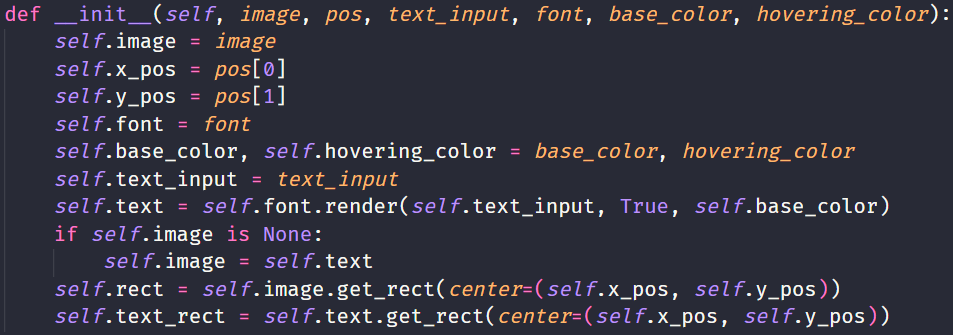 def __init__(self, image, pos, text_input, font, base_color, hovering_color):
    self.image = image
    self.x_pos = pos[0]
    self.y_pos = pos[1]
    self.font = font
    self.base_color, self.hovering_color = base_color, hovering_color
    self.text_input = text_input
    self.text = self.font.render(self.text_input, True, self.base_color)
    if self.image is None:
        self.image = self.text
    self.rect = self.image.get_rect(center=(self.x_pos, self.y_pos))
    self.text_rect = self.text.get_rect(center=(self.x_pos, self.y_pos))